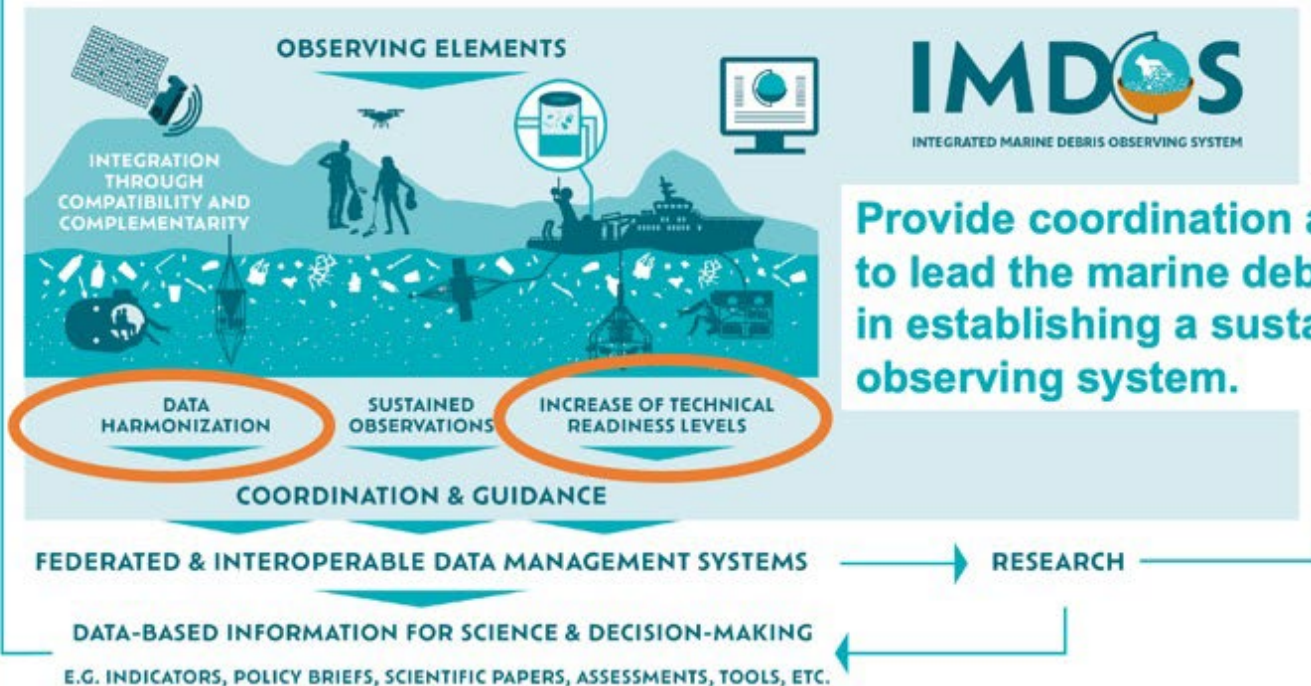 OBSERVING ELEMENTS
INTEGRATION
THROUGH
COMPATIBILITY AND
COMPLEMENTARITY
IMDOS
INTEGRATED MARINE DEBRIS OBSERVING SYSTEM
Provide coordination a
to lead the marine deb
in establishing a susta
observing system.
DATA
HARMONIZATION
SUSTAINED
OBSERVATIONS
INCREASE OF TECHNICAL
READINESS LEVELS
COORDINATION & GUIDANCE
FEDERATED & INTEROPERABLE DATA MANAGEMENT SYSTEMS
RESEARCH
DATA-BASED INFORMATION FOR SCIENCE & DECISION-MAKING
E.G. INDICATORS, POLICY BRIEFS, SCIENTIFIC PAPERS, ASSESSMENTS, TOOLS, ETC.